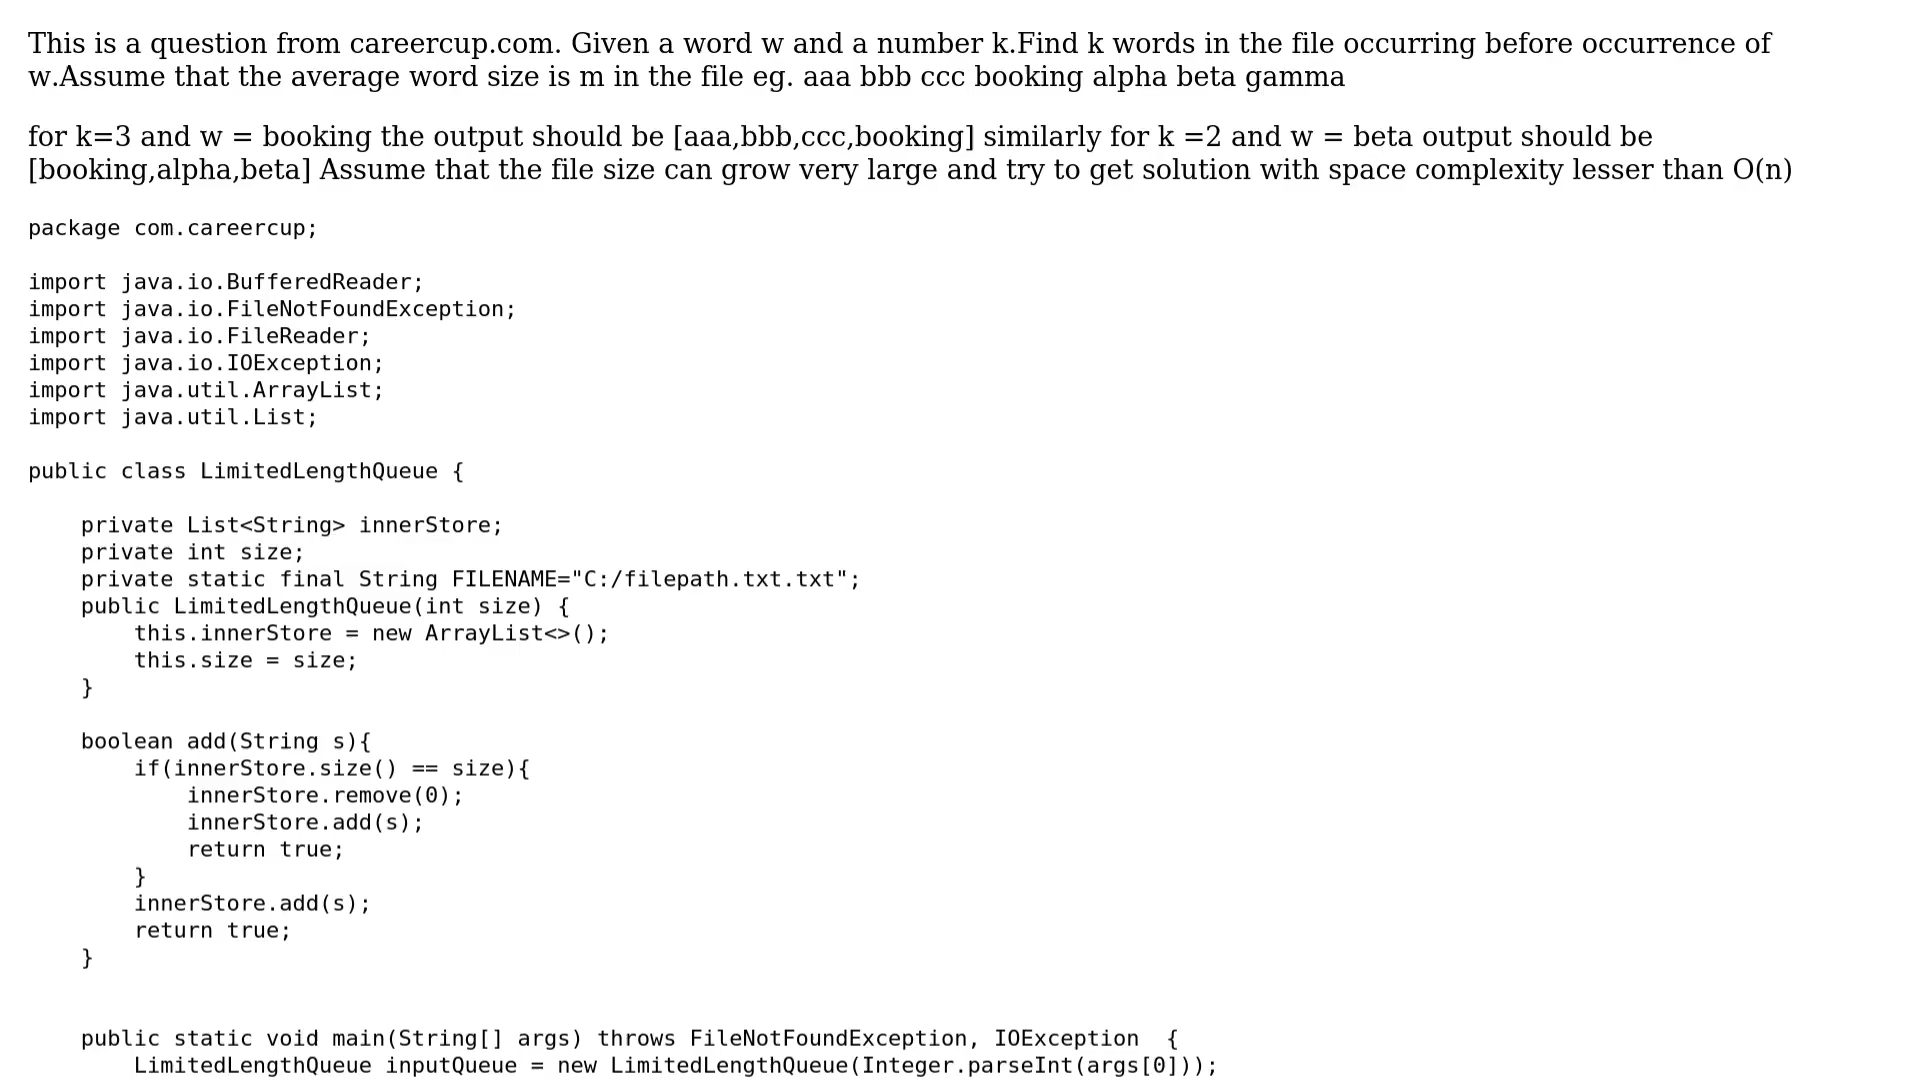 This is a question from careercup.com. Given a word w and a number k.Find k words in the file occurring before occurrence of
w.Assume that the average word size is m in the file eg. aaa bbb ccc booking alpha beta gamma
for k=3 and w = booking the output should be [aaa,bbb,ccc,booking] similarly for k =2 and w = beta output should be
[booking,alpha,beta] Assume that the file size can grow very large and try to get solution with space complexity lesser than O(n)
package com.careercup;
import java.io.BufferedReader;
import java.io.FileNotFoundException;
import java.io.FileReader;
import java.io.IOException;
import java.util.ArrayList;
import java.util.List;
public class LimitedLengthQueue {
    private List<String> innerStore;
    private int size;
    private static final String FILENAME="C:/filepath.txt.txt";
    public LimitedLengthQueue(int size) {
        this.innerStore = new ArrayList<>();
        this.size = size;
    }
    boolean add(String s){
        if(innerStore.size() == size){
            innerStore.remove(0);
            innerStore.add(s);
            return true;
        }
        innerStore.add(s);
        return true;
    }
    public static void main(String[] args) throws FileNotFoundException, IOException  {
        LimitedLengthQueue inputQueue = new LimitedLengthQueue(Integer.parseInt(args[0]));